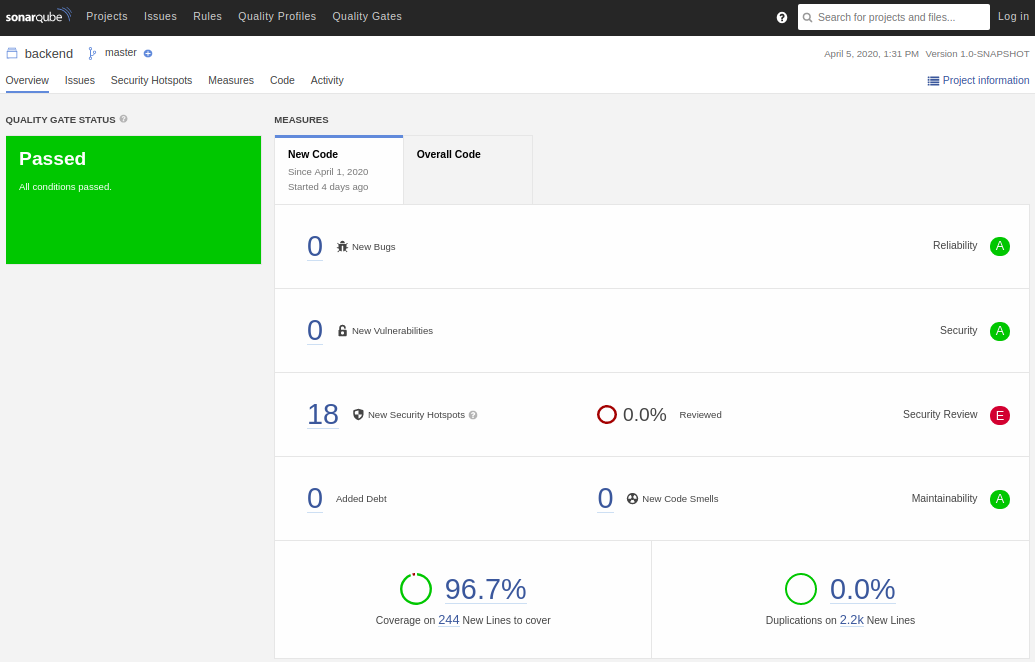 sonarqube Projects Issues Rules Quality Profiles Quality Gates ? Search for projects and files... Log in
backend master April 5, 2020, 1:31 PM Version 1.0-SNAPSHOT
Overview Issues Security Hotspots Measures Code Activity Project information
QUALITY GATE STATUS ?
Passed
All conditions passed.
MEASURES
New Code
Since April 1, 2020
Started 4 days ago
Overall Code
0 New Bugs Reliability A
0 New Vulnerabilities Security A
18 New Security Hotspots ? 0.0% Reviewed Security Review E
0 Added Debt 0 New Code Smells Maintainability A
96.7%
Coverage on 244 New Lines to cover
0.0%
Duplications on 2.2k New Lines